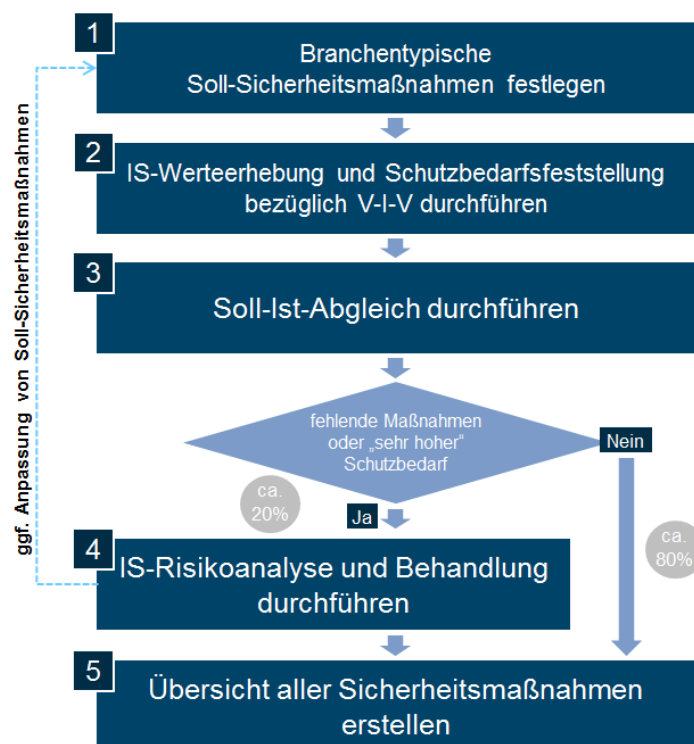 1
Branchentypische
Soll-Sicherheitsmaßnahmen festlegen
2
IS-Werteerhebung und Schutzbedarfsfeststellung
bezüglich V-I-V durchführen
3
Soll-Ist-Abgleich durchführen
fehlende Maßnahmen
oder „sehr hoher“
Schutzbedarf
Nein
ca.
20%
Ja
ca.
80%
4
IS-Risikoanalyse und Behandlung
durchführen
5
Übersicht aller Sicherheitsmaßnahmen
erstellen
ggf. Anpassung von Soll-Sicherheitsmaßnahmen